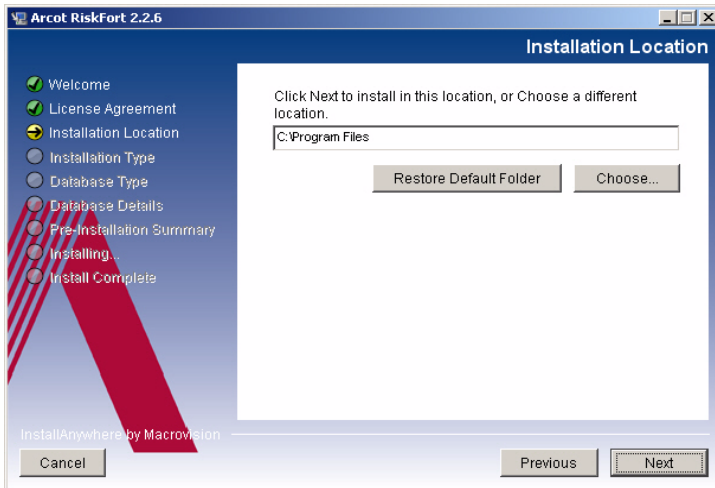 Arcot RiskFort 2.2.6
Installation Location
Welcome
License Agreement
Installation Location
Installation Type
Database Type
Database Details
Pre-Installation Summary
Installing...
Install Complete
Click Next to install in this location, or Choose a different
location.
C:\Program Files
Restore Default Folder
Choose...
InstallAnywhere by Macrovision
Cancel
Previous
Next